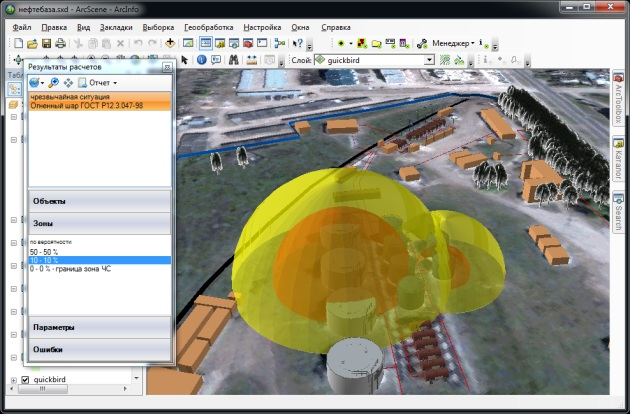 нефтебаза.sxd - ArcScene - ArcInfo
Файл Правка Вид Закладки Выборка Геообработка Настройка Окна Справка
Менеджер
Слой: quickbird
Табле
Результаты расчетов
Отчет
чрезвычайная ситуация
Огненный шар ГОСТ Р12.3.047-98
Объекты
Зоны
по вероятности
50 - 50 %
10 - 10 %
0 - 0 % - граница зона ЧС
Параметры
Ошибки
quickbird
ArcToolbox
Каталог
Search